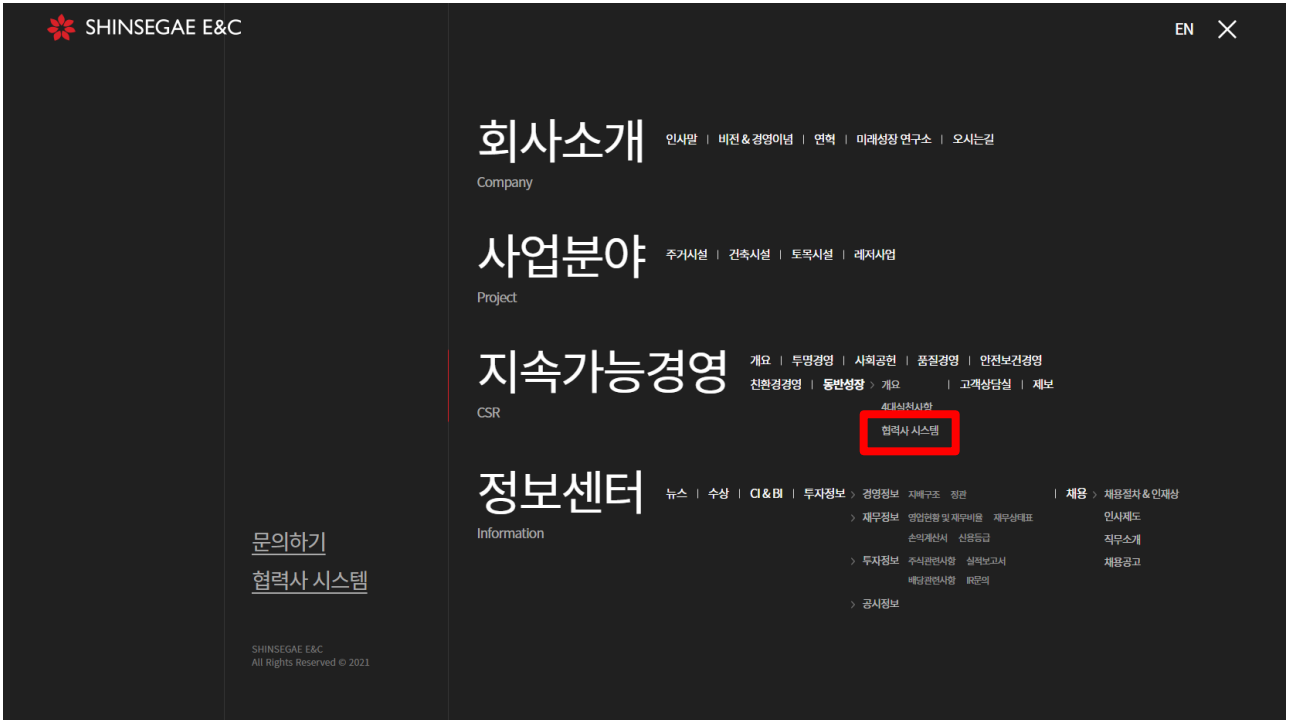 SHINSEGAE E&C
EN
회사소개 인사말 | 비전 & 경영이념 | 연혁 | 미래성장 연구소 | 오시는길
Company
사업분야 주거시설 | 건축시설 | 토목시설 | 레저사업
Project
지속가능경영 개요 | 투명경영 | 사회공헌 | 품질경영 | 안전보건경영
친환경경영 | 동반성장 > 개요 | 고객상담실 | 제보
4대실천사항
CSR
협력사 시스템
정보센터 뉴스 | 수상 | CI & BI | 투자정보 > 경영정보 지배구조 정관 | 채용 > 채용절차 & 인재상
> 재무정보 영업현황 및 재무비율 재무상태표 인사제도
Information
손익계산서 신용등급 직무소개
> 투자정보 주식관련사항 실적보고서 채용공고
배당관련사항 IR문의
> 공시정보
문의하기
협력사 시스템
SHINSEGAE E&C
All Rights Reserved © 2021